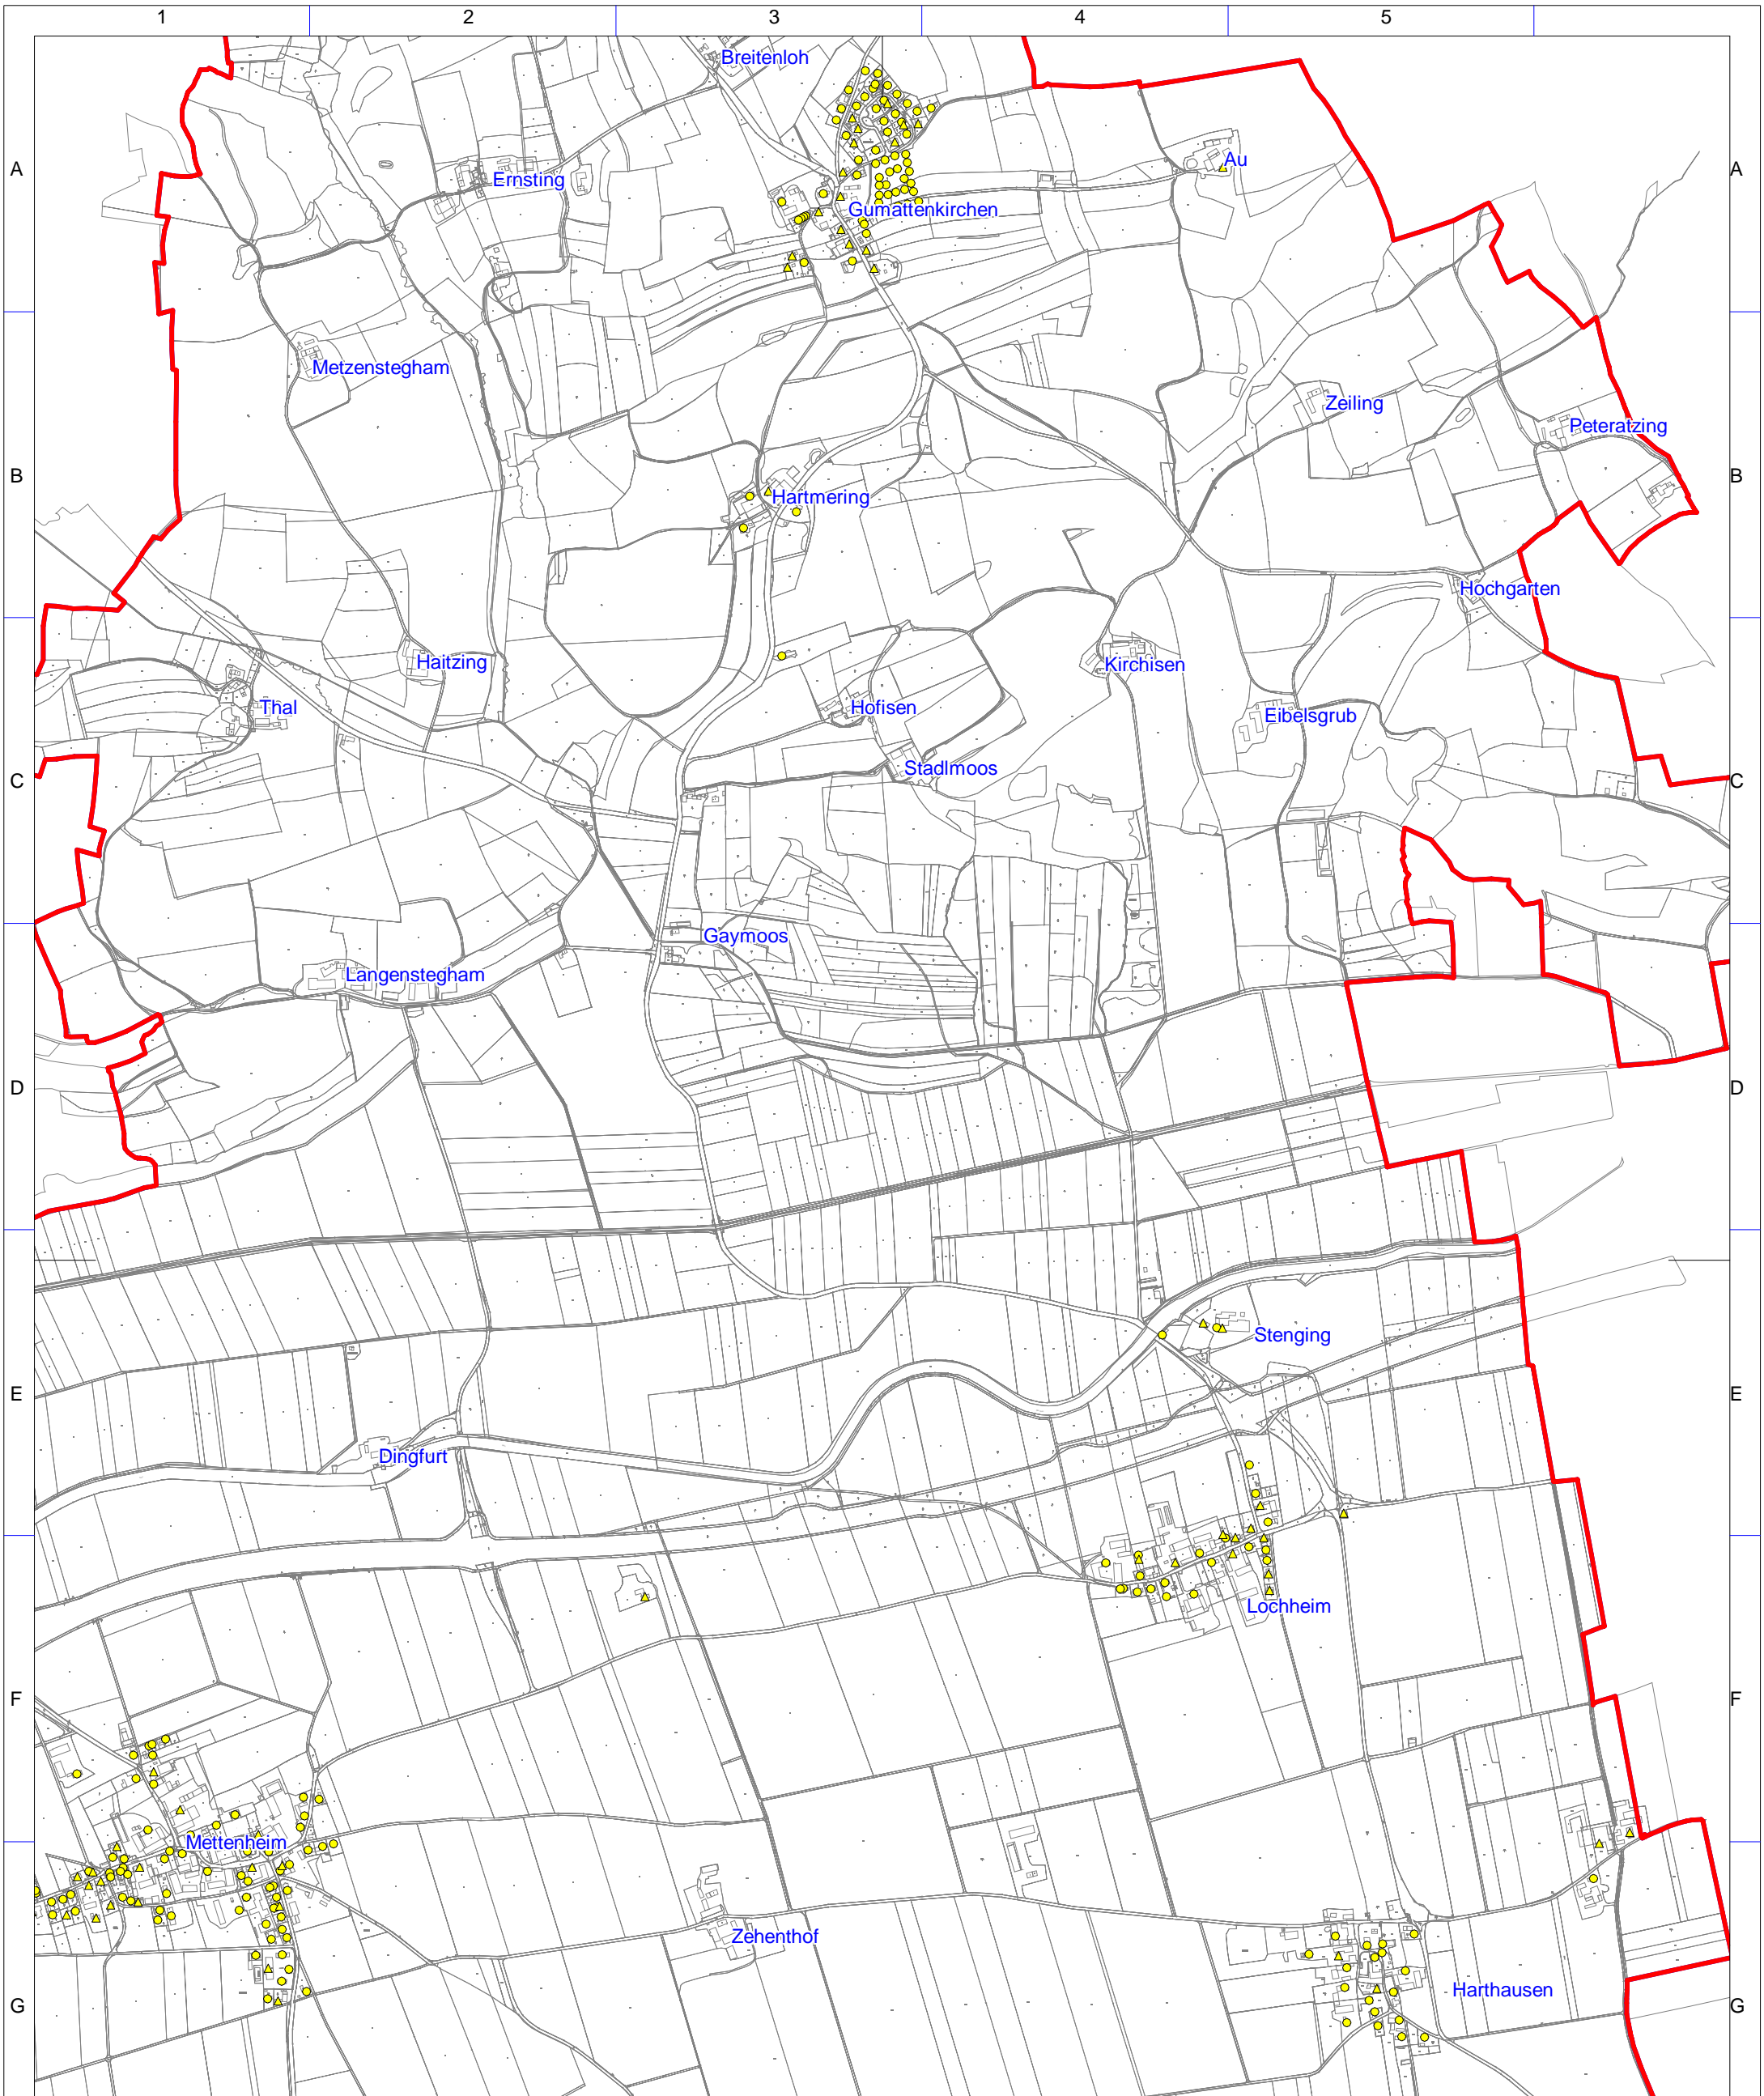 1 2 3 4 5
Breitenloh
A Au A
Ernsting
Gumattenkirchen
Metzenstegham
Zeiling
Peteratzing
B B
Hartmering
Hochgarten
Haitzing Kirchisen
Thal Hofisen
Eibelsgrub
Stadlmoos
C C
Gaymoos
Langenstegham
D D
Stenging
E E
Dingfurt
Lochheim
F F
Mettenheim
Zehenthof
Harthausen
G G